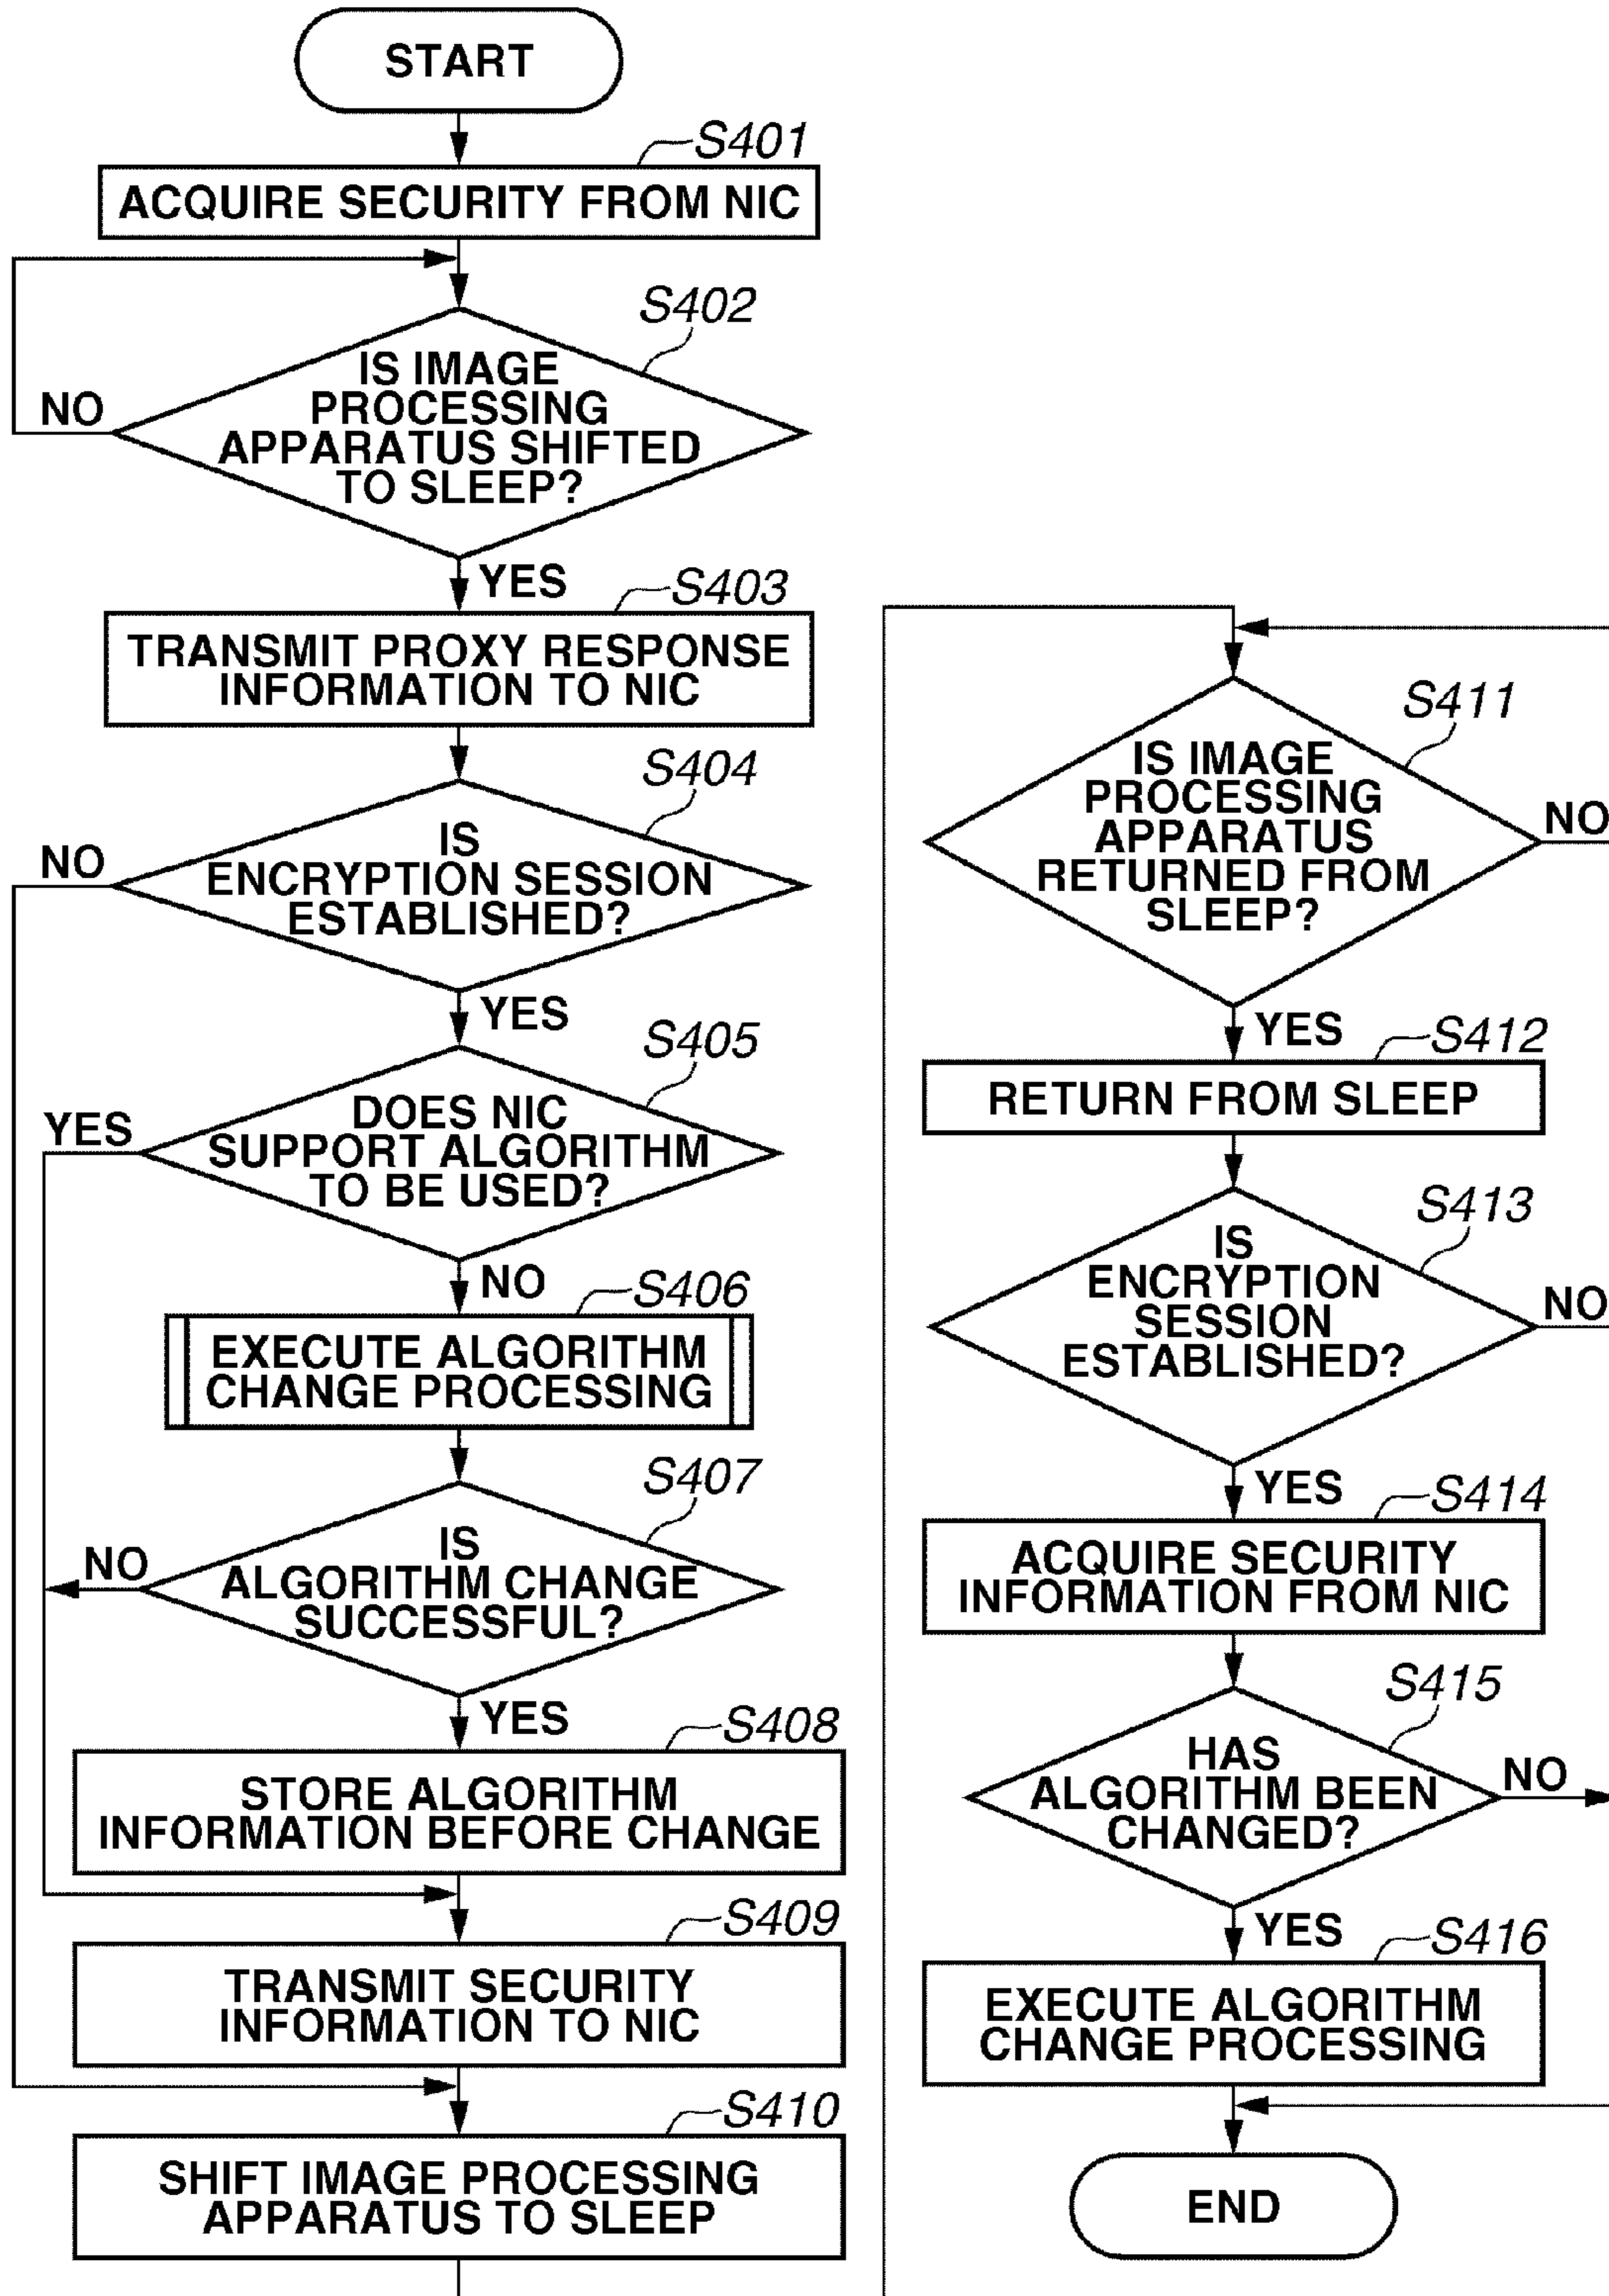 START
S401
ACQUIRE SECURITY FROM NIC
S402
IS IMAGE
PROCESSING
APPARATUS SHIFTED
TO SLEEP?
NO
YES
S403
TRANSMIT PROXY RESPONSE
INFORMATION TO NIC
S404
IS
ENCRYPTION SESSION
ESTABLISHED?
NO
YES
S405
DOES NIC
SUPPORT ALGORITHM
TO BE USED?
YES
NO
S406
EXECUTE ALGORITHM
CHANGE PROCESSING
S407
IS
ALGORITHM CHANGE
SUCCESSFUL?
NO
YES
S408
STORE ALGORITHM
INFORMATION BEFORE CHANGE
S409
TRANSMIT SECURITY
INFORMATION TO NIC
S410
SHIFT IMAGE PROCESSING
APPARATUS TO SLEEP
S411
IS IMAGE
PROCESSING
APPARATUS
RETURNED FROM
SLEEP?
NO
YES
S412
RETURN FROM SLEEP
S413
IS
ENCRYPTION
SESSION
ESTABLISHED?
NO
YES
S414
ACQUIRE SECURITY
INFORMATION FROM NIC
S415
HAS
ALGORITHM BEEN
CHANGED?
NO
YES
S416
EXECUTE ALGORITHM
CHANGE PROCESSING
END